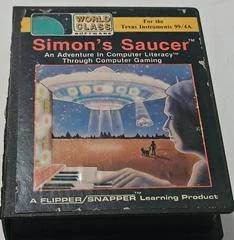 WORLD
CLASS
SOFTWARE
For the
Texas Instruments 99/4A
Simon's Saucer™
An Adventure In Computer Literacy™
Through Computer Gaming
A FLIPPER/SNAPPER™ Learning Product